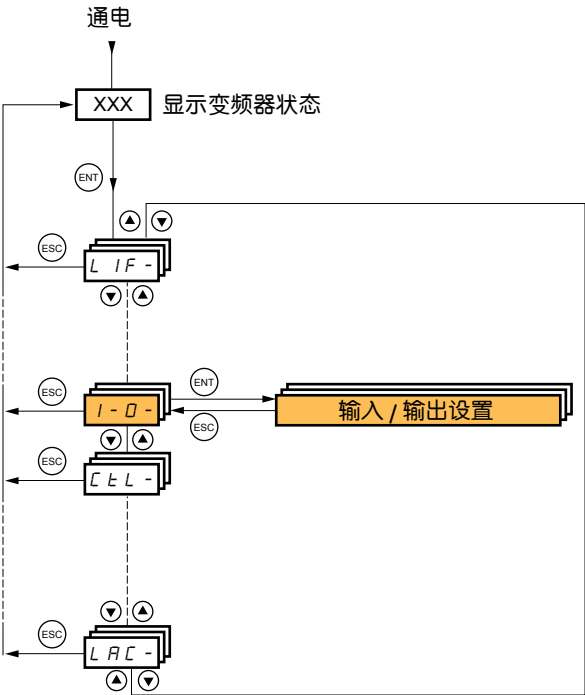 通电
XXX 显示变频器状态
ENT
ESC
L IF -
ESC
I - O -
ENT
ESC
输入 / 输出设置
ESC
C t L -
ESC
L A C -